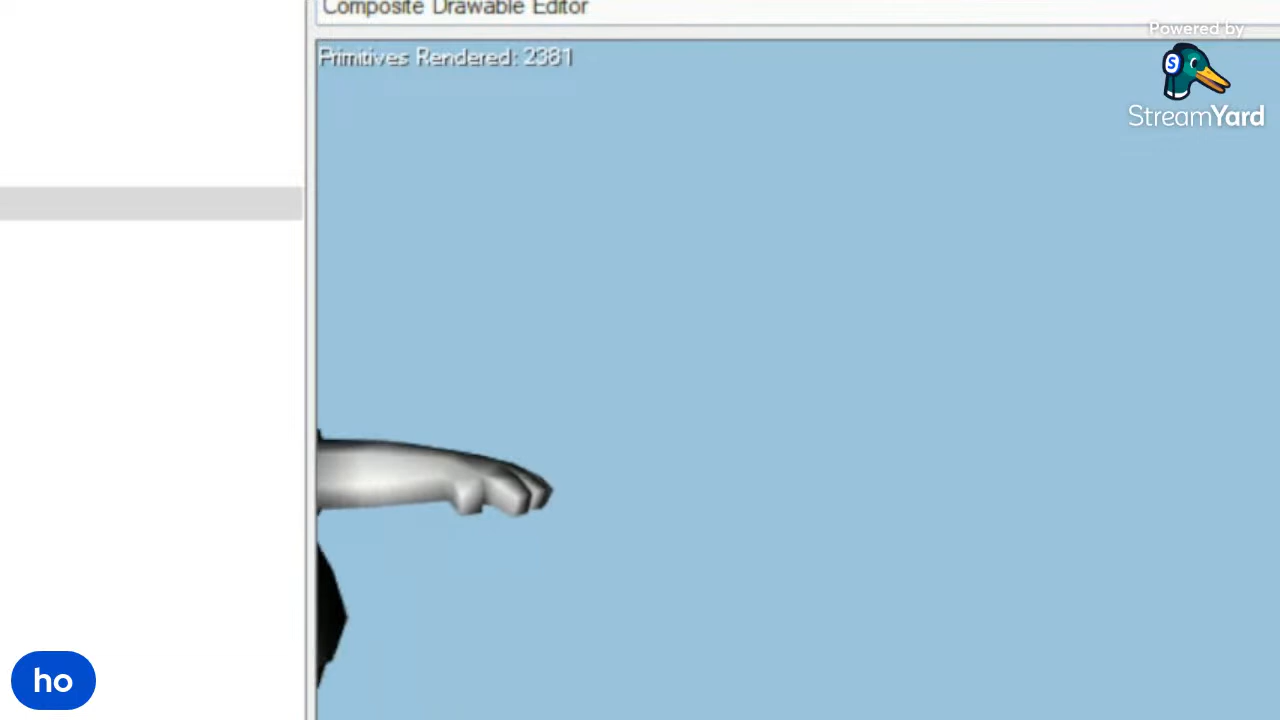 Composite Drawable Editor
Powered by
Primitives Rendered: 2381
S
StreamYard
ho